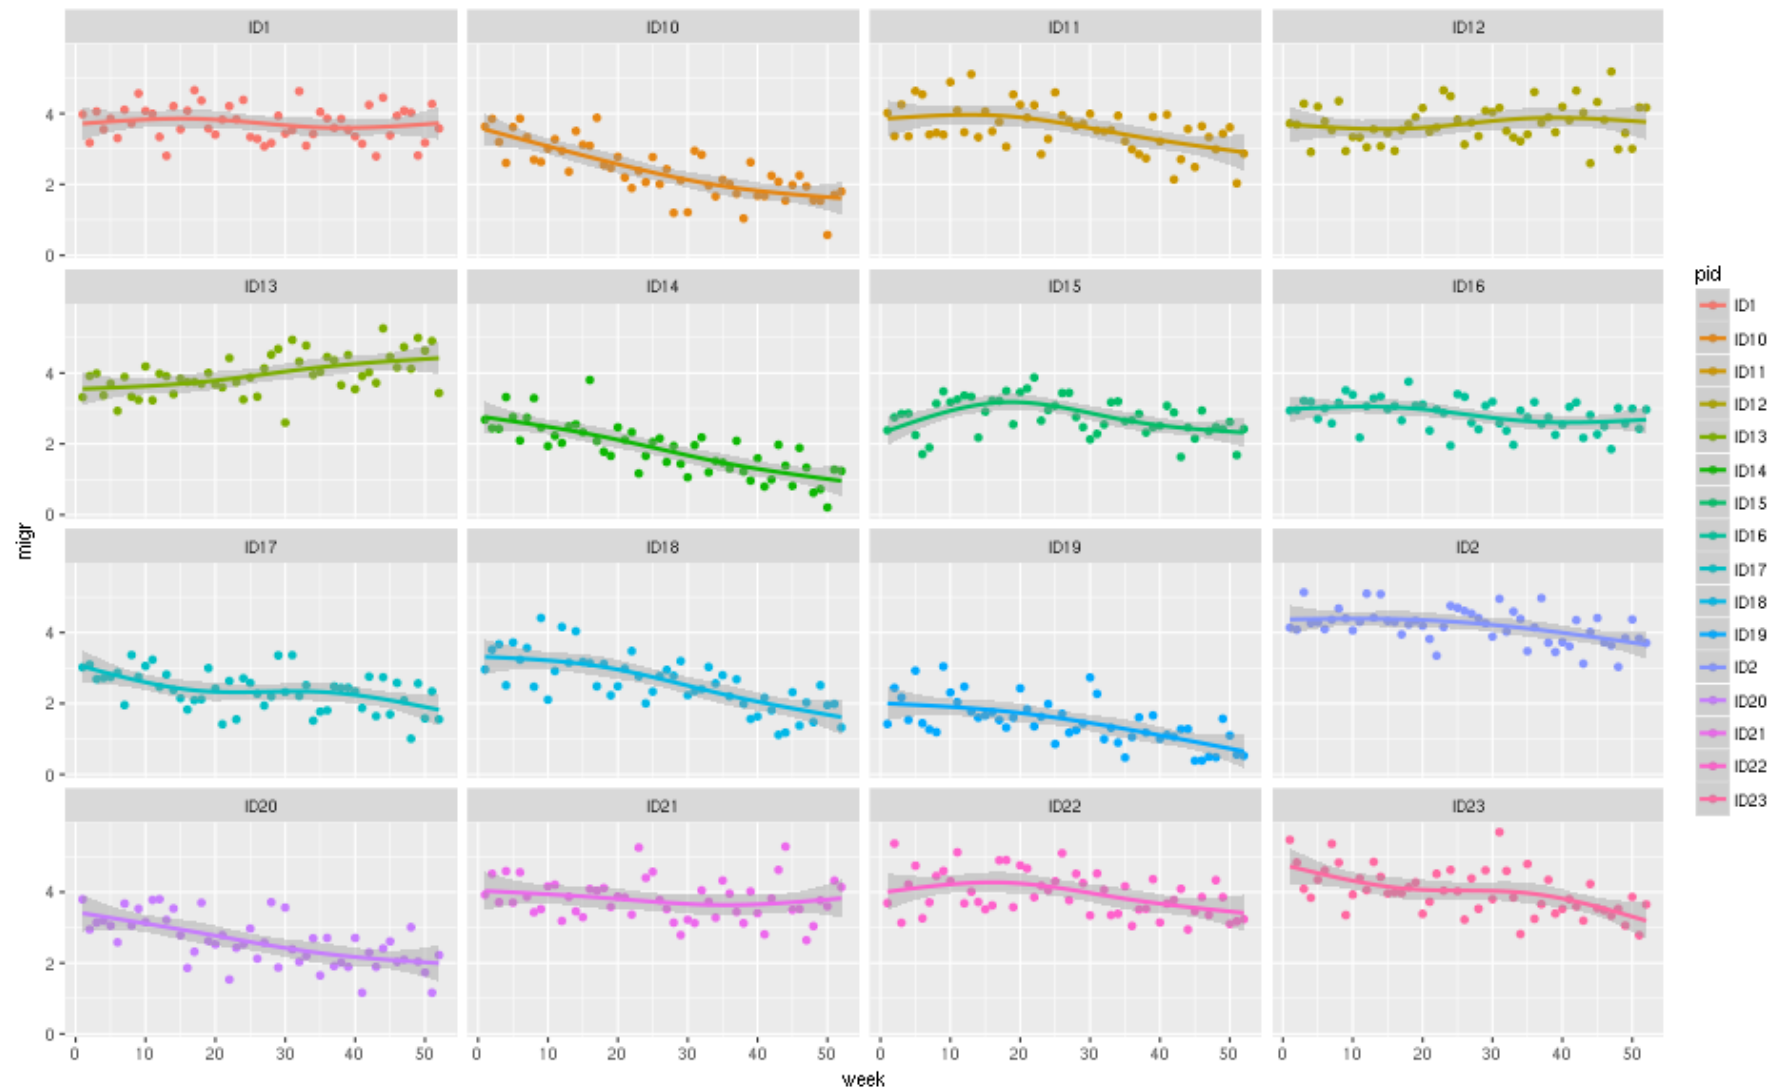 ID1 ID10 ID11 ID12
4
2
0
ID13 ID14 ID15 ID16
4
2
0
ID17 ID18 ID19 ID2
4
2
0
ID20 ID21 ID22 ID23
4
2
0
0 10 20 30 40 50 0 10 20 30 40 50 0 10 20 30 40 50 0 10 20 30 40 50
week
migr
pid
ID1
ID10
ID11
ID12
ID13
ID14
ID15
ID16
ID17
ID18
ID19
ID2
ID20
ID21
ID22
ID23